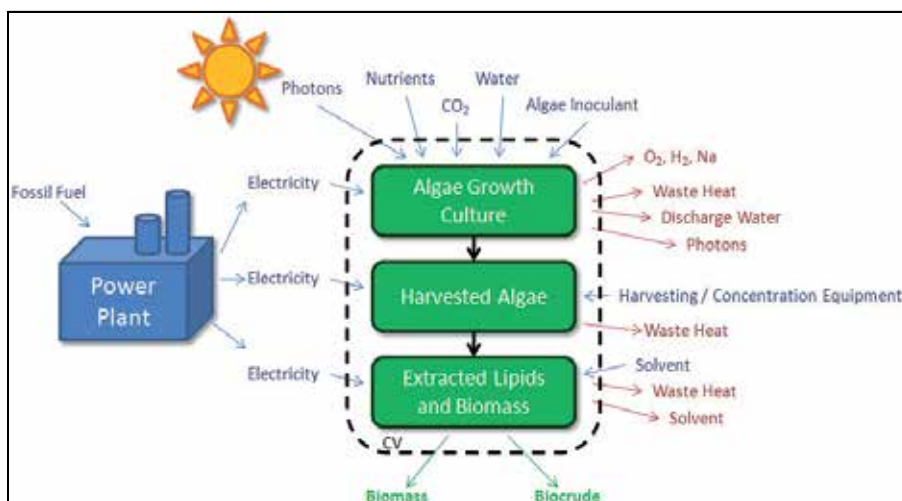 Photons
Nutrients
CO₂
Water
Algae Inoculant
Fossil Fuel
Power
Plant
Electricity
Algae Growth
Culture
O₂, H₂, Na
Waste Heat
Discharge Water
Photons
Electricity
Harvested Algae
Harvesting / Concentration Equipment
Waste Heat
Electricity
Extracted Lipids
and Biomass
Solvent
Waste Heat
Solvent
CV
Biomass
Biocrude